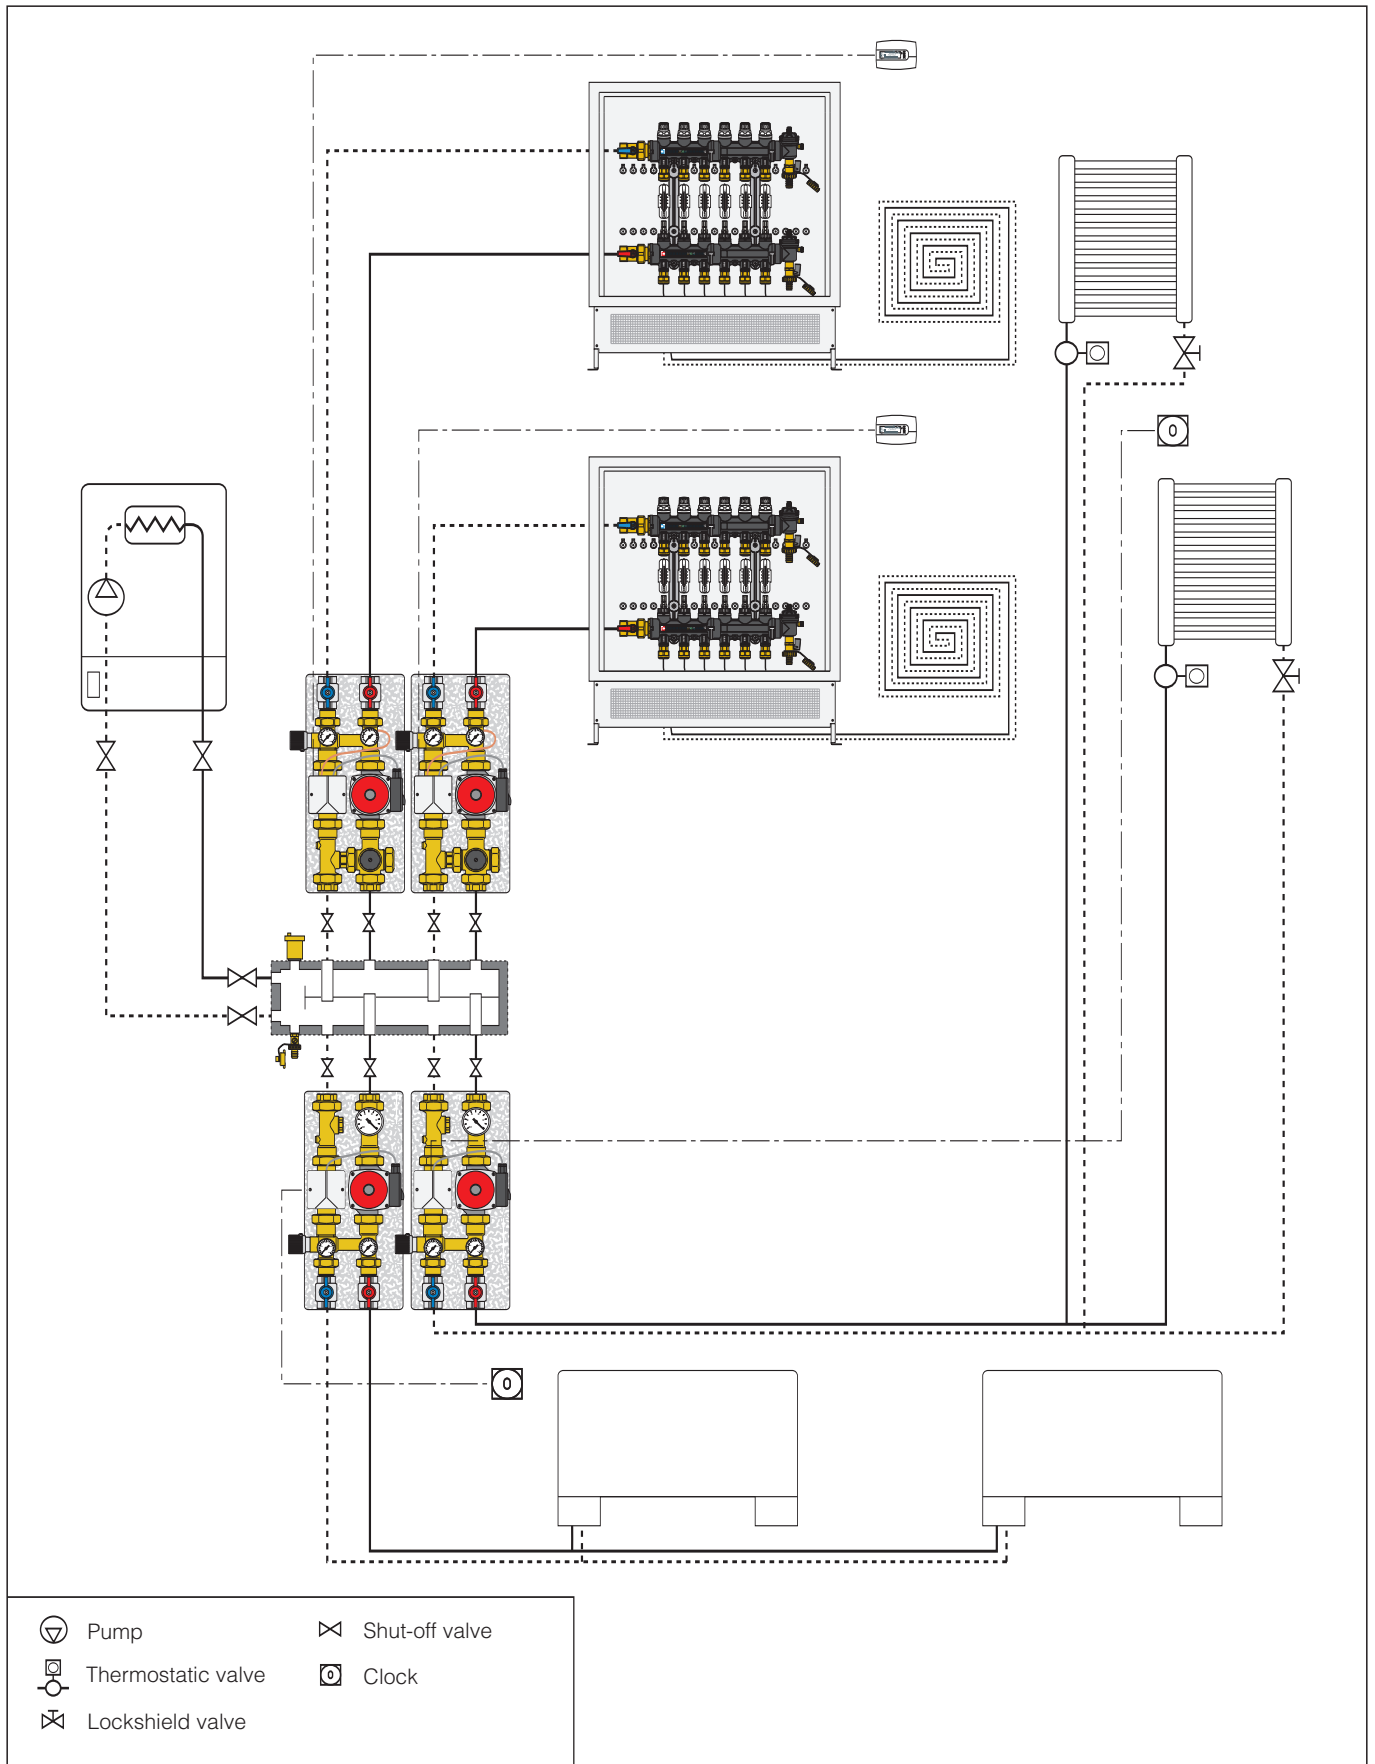 Pump
Shut-off valve
Thermostatic valve
Clock
Lockshield valve